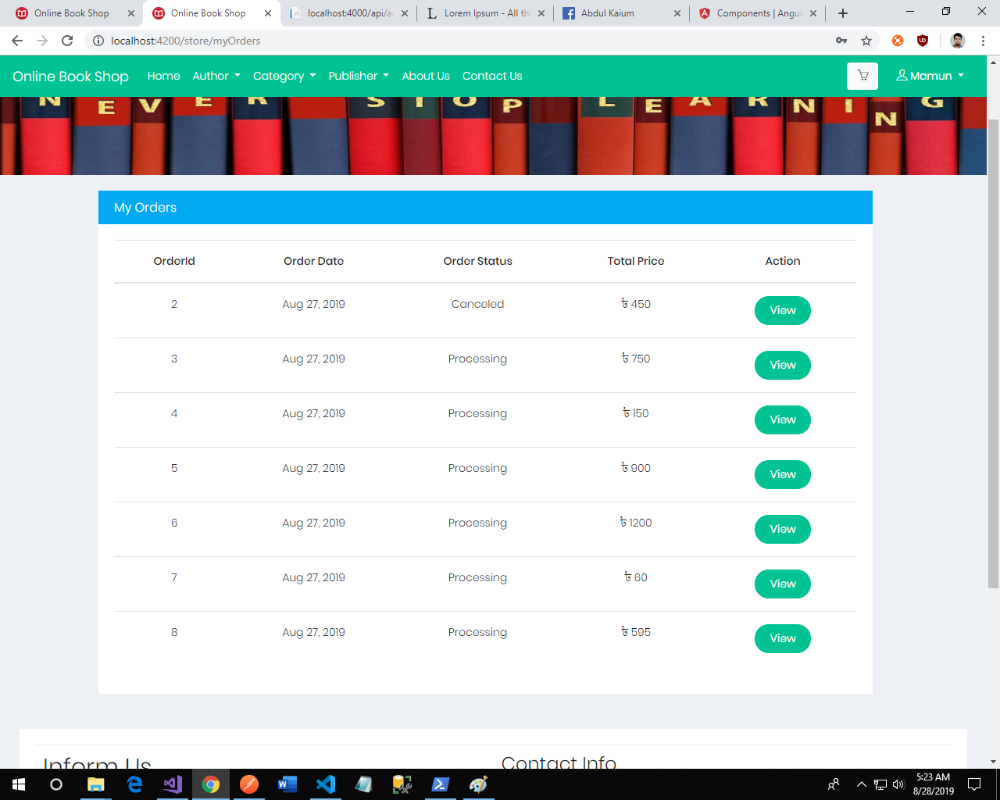 Online Book Shop
Online Book Shop
localhost:4000/api/a
Lorem Ipsum - All th
Abdul Kaium
Components | Angu
localhost:4200/store/myOrders
Online Book Shop Home Author Category Publisher About Us Contact Us Mamun
NEVER STOP LEARNING
My Orders
OrderId Order Date Order Status Total Price Action
2 Aug 27, 2019 Canceled ৳ 450 View
3 Aug 27, 2019 Processing ৳ 750 View
4 Aug 27, 2019 Processing ৳ 150 View
5 Aug 27, 2019 Processing ৳ 900 View
6 Aug 27, 2019 Processing ৳ 1200 View
7 Aug 27, 2019 Processing ৳ 60 View
8 Aug 27, 2019 Processing ৳ 595 View
Inform Us Contact Info
5:23 AM
8/28/2019